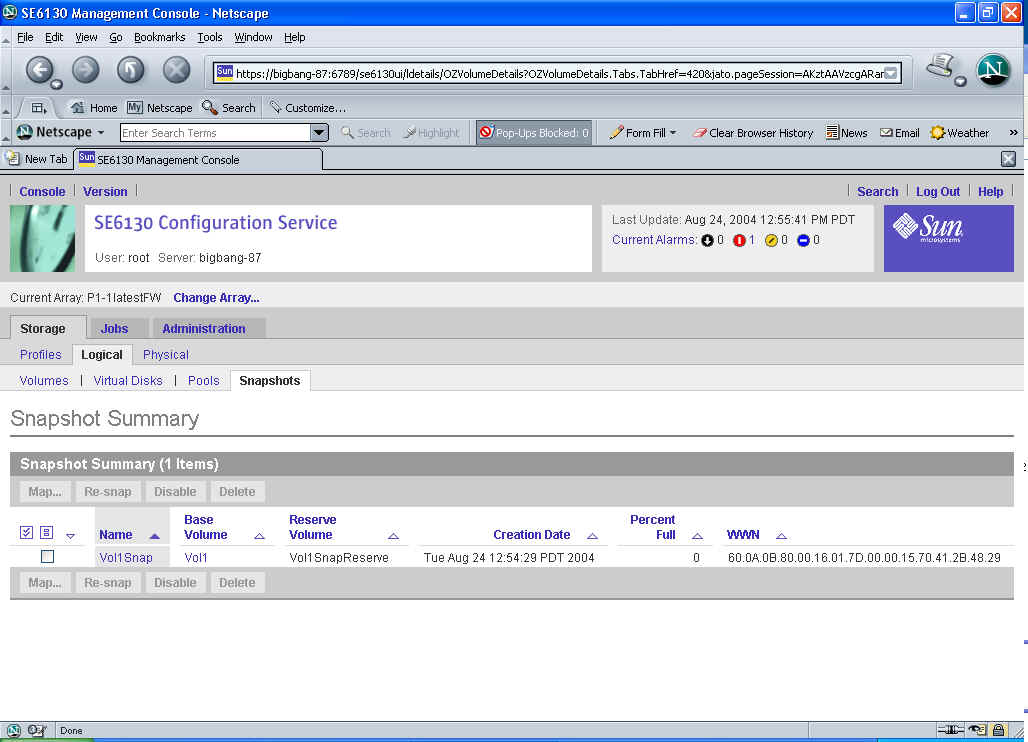 SE6130 Management Console - Netscape
File Edit View Go Bookmarks Tools Window Help
Sun https://bigbang-87:6789/se6130ui/ldetails/OZVolumeDetails?OZVolumeDetails.Tabs.TabHref=420&jato.pageSession=AKztAAVzcgARar
N
Home My Netscape Search Customize...
N Netscape Enter Search Terms Search Highlight Pop-Ups Blocked: 0 Form Fill Clear Browser History News Email Weather »
New Tab Sun SE6130 Management Console
Console Version Search Log Out Help
SE6130 Configuration Service
User: root Server: bigbang-87
Last Update: Aug 24, 2004 12:55:41 PM PDT
Current Alarms: 0 1 0 0
Sun
microsystems
Current Array: P1-1latestFW Change Array...
Storage Jobs Administration
Profiles Logical Physical
Volumes | Virtual Disks | Pools Snapshots
Snapshot Summary
Snapshot Summary (1 Items)
Map... Re-snap Disable Delete
Name Base Volume Reserve Volume Creation Date Percent Full WWN
Vol1Snap Vol1 Vol1SnapReserve Tue Aug 24 12:54:29 PDT 2004 0 60.0A.0B.80.00.16.01.7D.00.00.15.70.41.2B.48.29
Map... Re-snap Disable Delete
Done